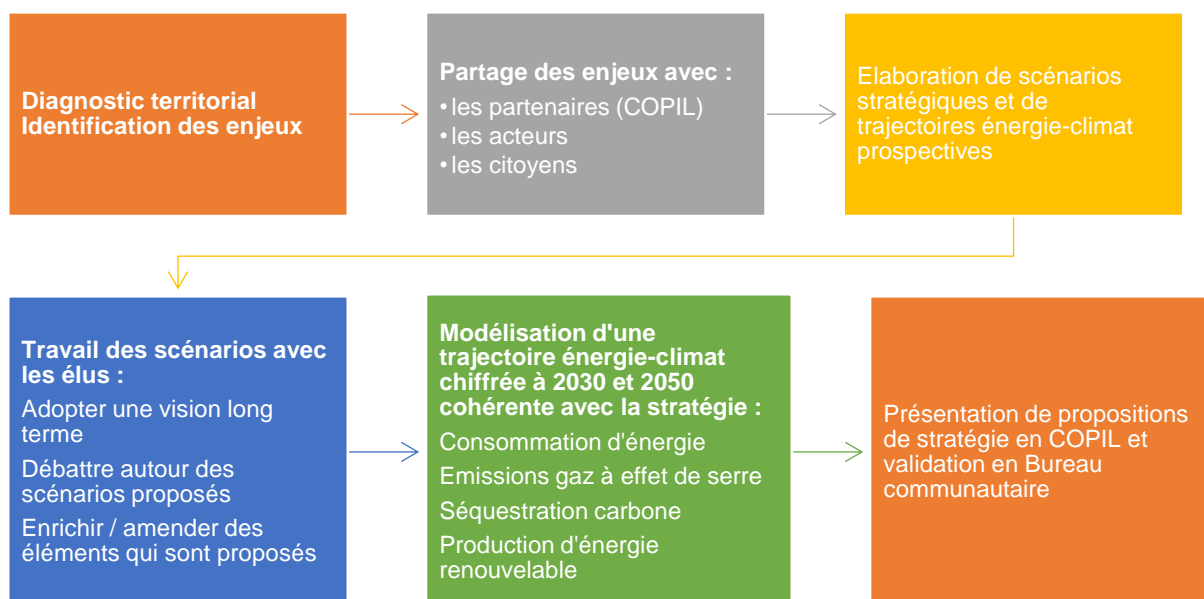 Diagnostic territorial
Identification des enjeux
Partage des enjeux avec :
• les partenaires (COPIL)
• les acteurs
• les citoyens
Elaboration de scénarios
stratégiques et de
trajectoires énergie-climat
prospectives
Travail des scénarios avec
les élus :
Adopter une vision long
terme
Débattre autour des
scénarios proposés
Enrichir / amender des
éléments qui sont proposés
Modélisation d'une
trajectoire énergie-climat
chiffrée à 2030 et 2050
cohérente avec la stratégie :
Consommation d'énergie
Emissions gaz à effet de serre
Séquestration carbone
Production d'énergie
renouvelable
Présentation de propositions
de stratégie en COPIL et
validation en Bureau
communautaire